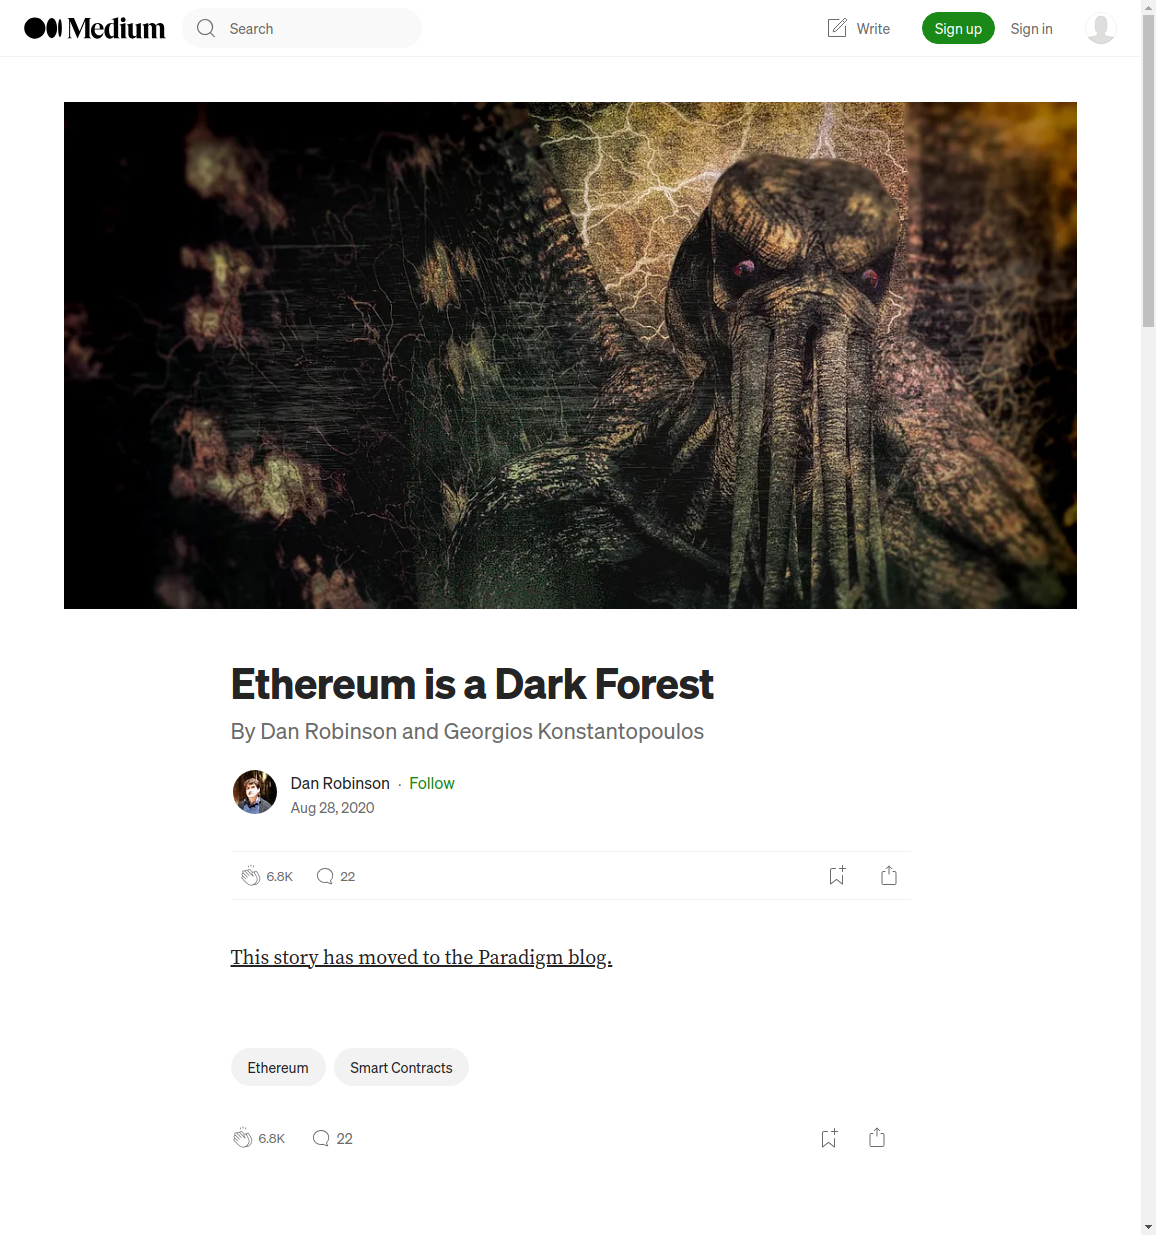 Medium
Search
Write
Sign up
Sign in
Ethereum is a Dark Forest
By Dan Robinson and Georgios Konstantopoulos
Dan Robinson · Follow
Aug 28, 2020
6.8K
22
This story has moved to the Paradigm blog.
Ethereum
Smart Contracts
6.8K
22